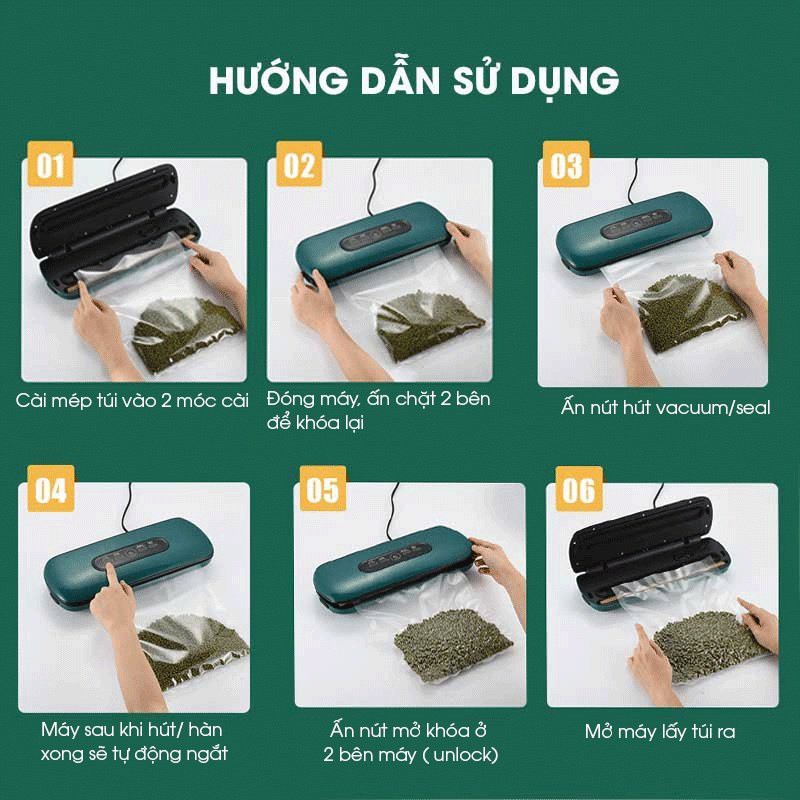 HƯỚNG DẪN SỬ DỤNG
01
02
03
Cài mép túi vào 2 móc cài
Đóng máy, ấn chặt 2 bên
để khóa lại
Ấn nút hút vacuum/seal
04
05
06
Máy sau khi hút/ hàn
xong sẽ tự động ngắt
Ấn nút mở khóa ở
2 bên máy ( unlock)
Mở máy lấy túi ra